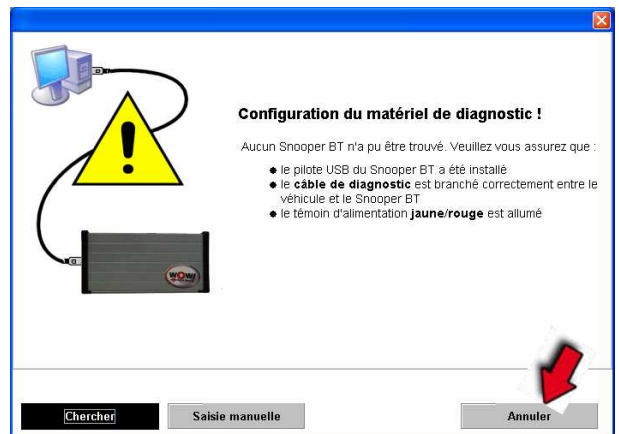 Configuration du matériel de diagnostic !
Aucun Snooper BT n'a pu être trouvé. Veuillez vous assurez que :
● le pilote USB du Snooper BT a été installé
● le câble de diagnostic est branché correctement entre le
véhicule et le Snooper BT
● le témoin d'alimentation jaune/rouge est allumé
WOW!
Chercher
Saisie manuelle
Annuler